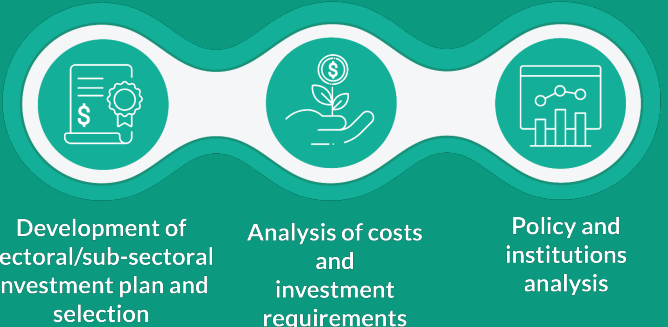 $
$
Development of
ectoral/sub-sectoral
nvestment plan and
selection
Analysis of costs
and
investment
requirements
Policy and
institutions
analysis